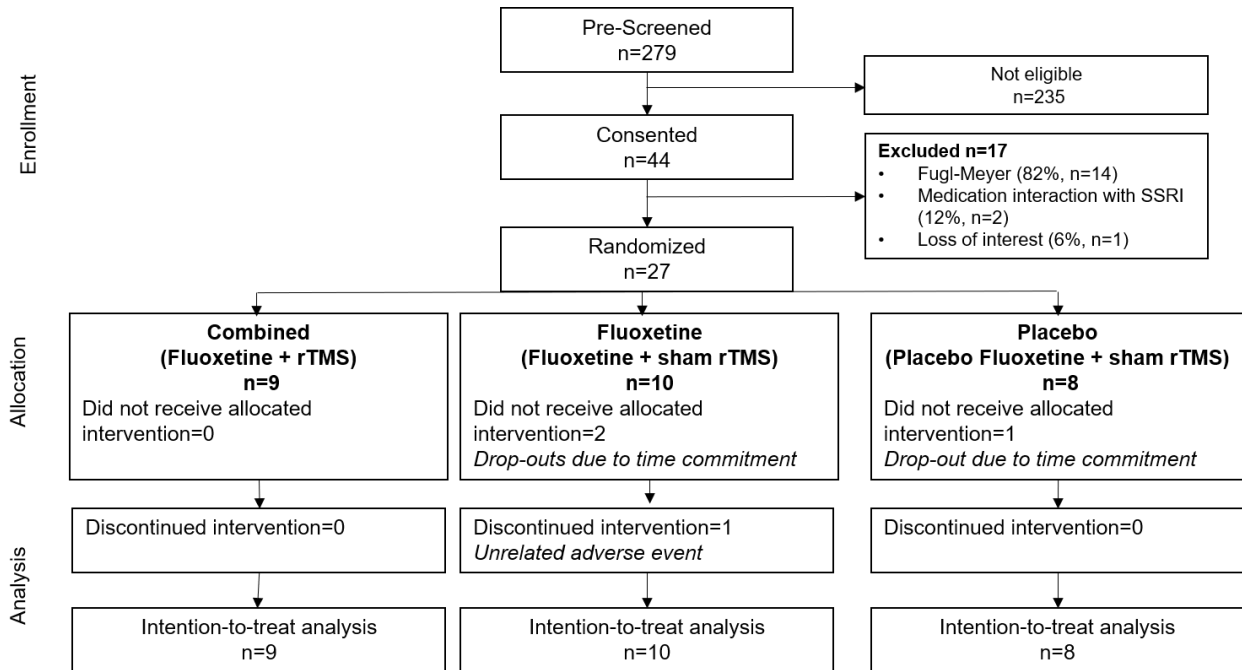 Pre-Screened
n=279
Enrollment
Not eligible
n=235
Consented
n=44
Excluded n=17
• Fugl-Meyer (82%, n=14)
• Medication interaction with SSRI
(12%, n=2)
• Loss of interest (6%, n=1)
Randomized
n=27
Allocation
Combined
(Fluoxetine + rTMS)
n=9
Did not receive allocated
intervention=0
Fluoxetine
(Fluoxetine + sham rTMS)
n=10
Did not receive allocated
intervention=2
Drop-outs due to time commitment
Placebo
(Placebo Fluoxetine + sham rTMS)
n=8
Did not receive allocated
intervention=1
Drop-out due to time commitment
Analysis
Discontinued intervention=0
Discontinued intervention=1
Unrelated adverse event
Discontinued intervention=0
Intention-to-treat analysis
n=9
Intention-to-treat analysis
n=10
Intention-to-treat analysis
n=8